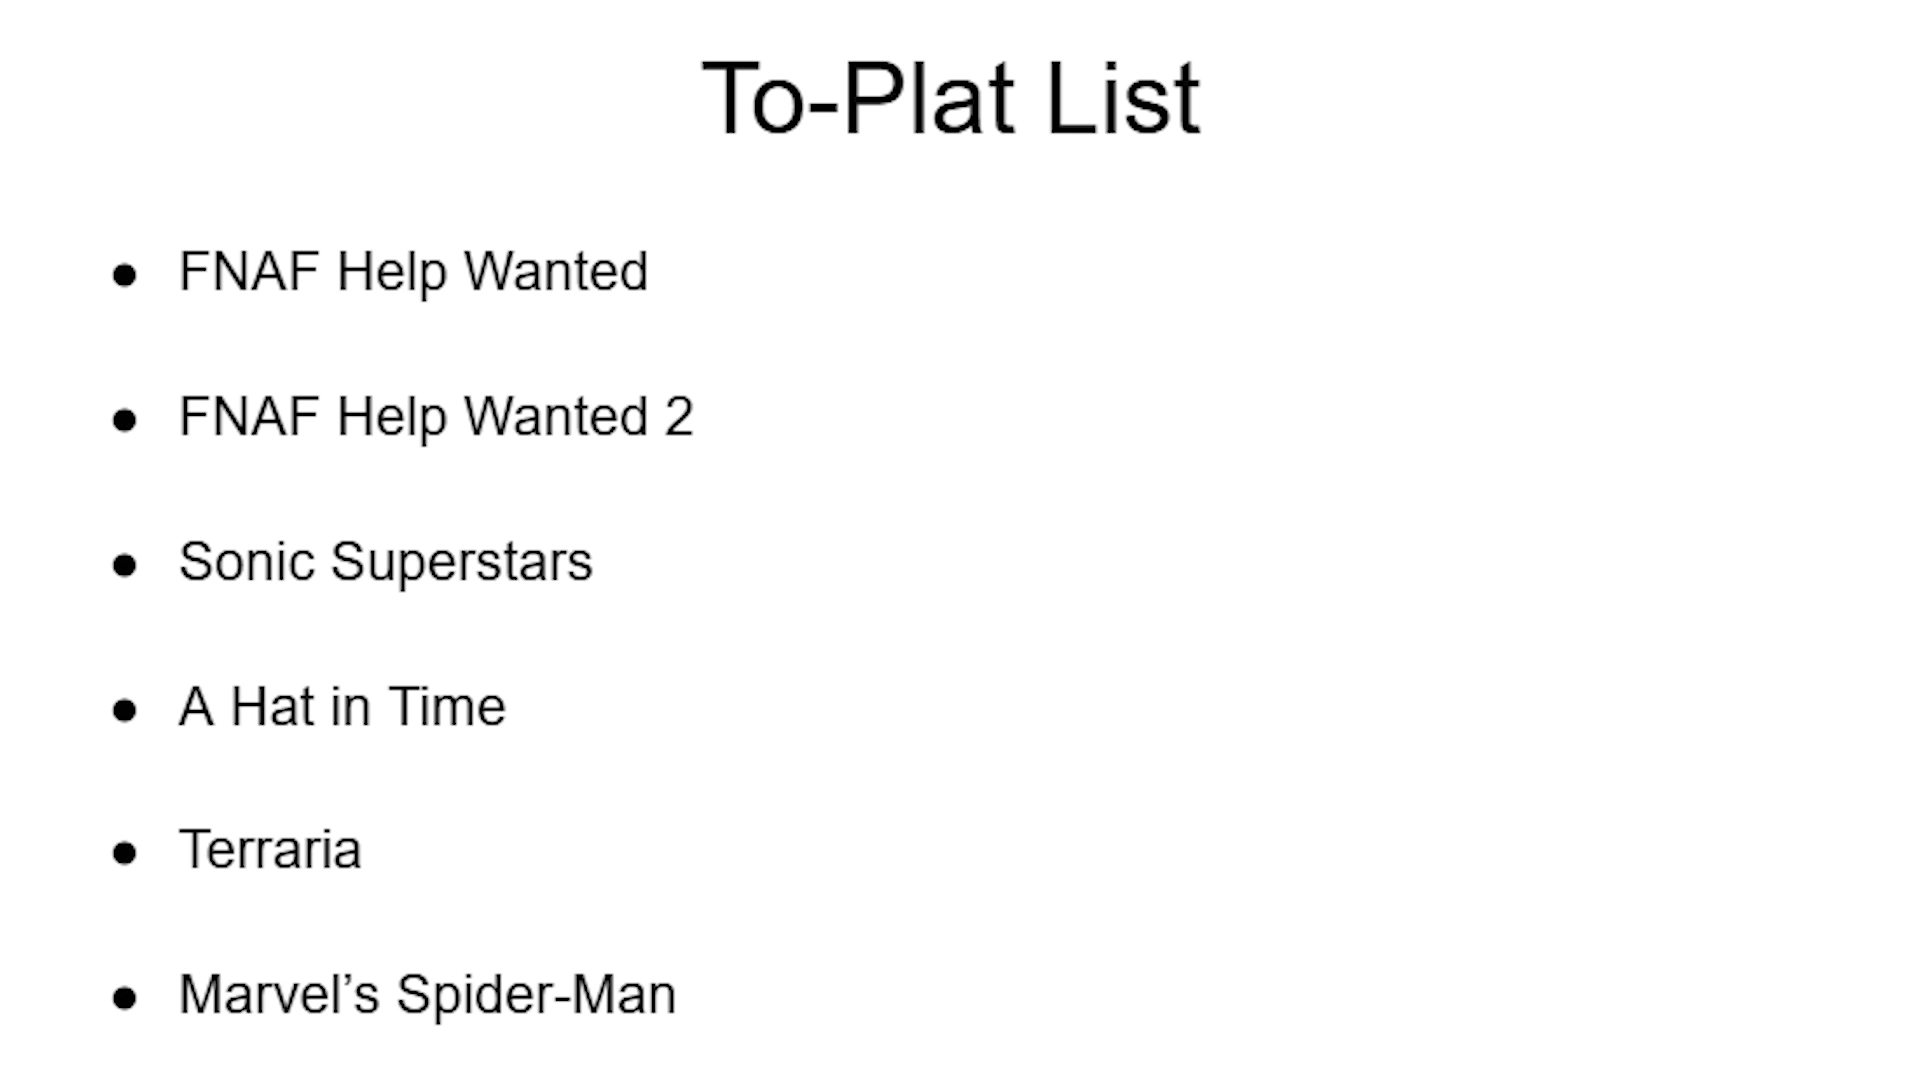 To-Plat List
● FNAF Help Wanted
● FNAF Help Wanted 2
● Sonic Superstars
● A Hat in Time
● Terraria
● Marvel’s Spider-Man